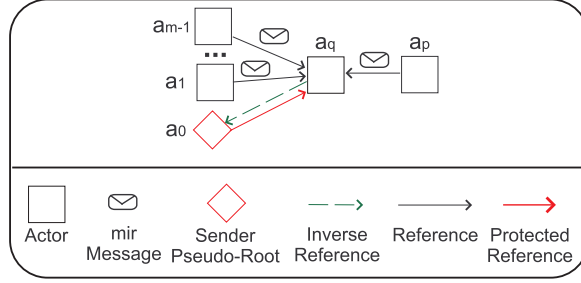 am-1
...
aq
ap
a1
a0
Actor
mir
Message
Sender
Pseudo-Root
Inverse
Reference
Reference
Protected
Reference